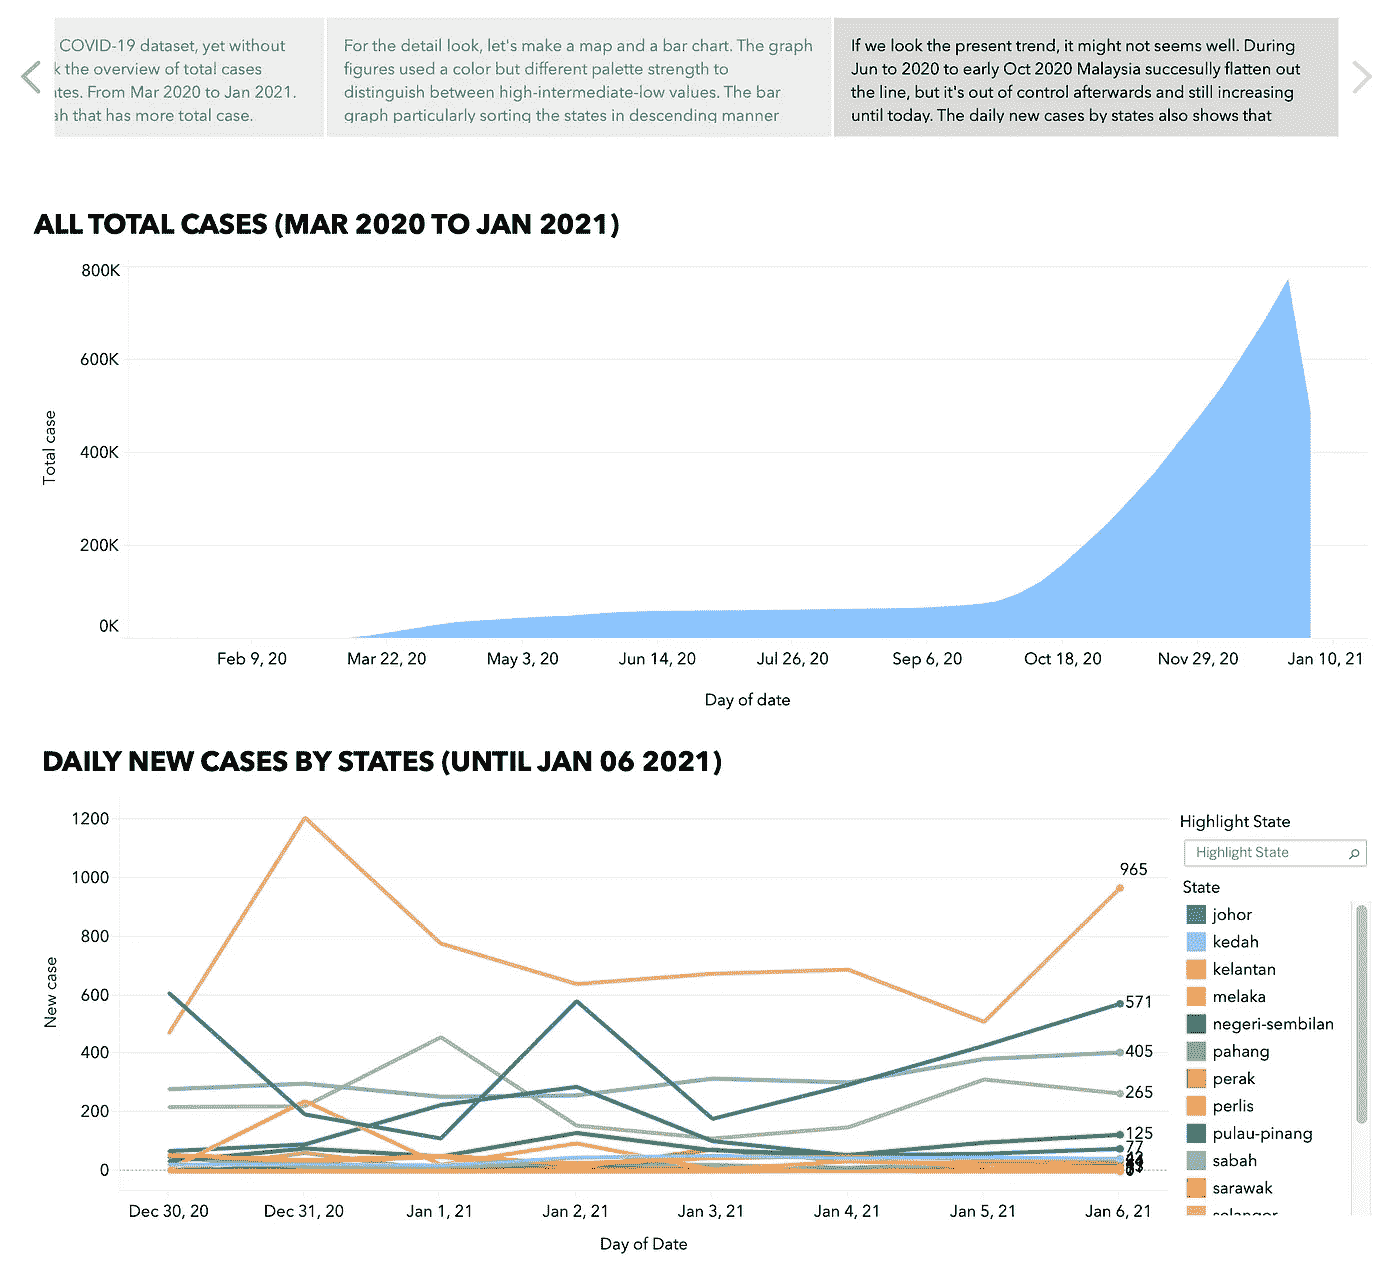 COVID-19 dataset, yet without
the overview of total cases
From Mar 2020 to Jan 2021.
that has more total case.
For the detail look, let's make a map and a bar chart. The graph
figures used a color but different palette strength to
distinguish between high-intermediate-low values. The bar
graph particularly sorting the states in descending manner
If we look the present trend, it might not seems well. During
Jun to 2020 to early Oct 2020 Malaysia succesully flatten out
the line, but it's out of control afterwards and still increasing
until today. The daily new cases by states also shows that
ALL TOTAL CASES (MAR 2020 TO JAN 2021)
800K
600K
400K
200K
0K
Total case
Feb 9, 20 Mar 22, 20 May 3, 20 Jun 14, 20 Jul 26, 20 Sep 6, 20 Oct 18, 20 Nov 29, 20 Jan 10, 21
Day of date
DAILY NEW CASES BY STATES (UNTIL JAN 06 2021)
1200
1000
800
600
400
200
0
New case
965
571
405
265
125
77
Dec 30, 20 Dec 31, 20 Jan 1, 21 Jan 2, 21 Jan 3, 21 Jan 4, 21 Jan 5, 21 Jan 6, 21
Day of Date
Highlight State
Highlight State
State
johor
kedah
kelantan
melaka
negeri-sembilan
pahang
perak
perlis
pulau-pinang
sabah
sarawak
selangor